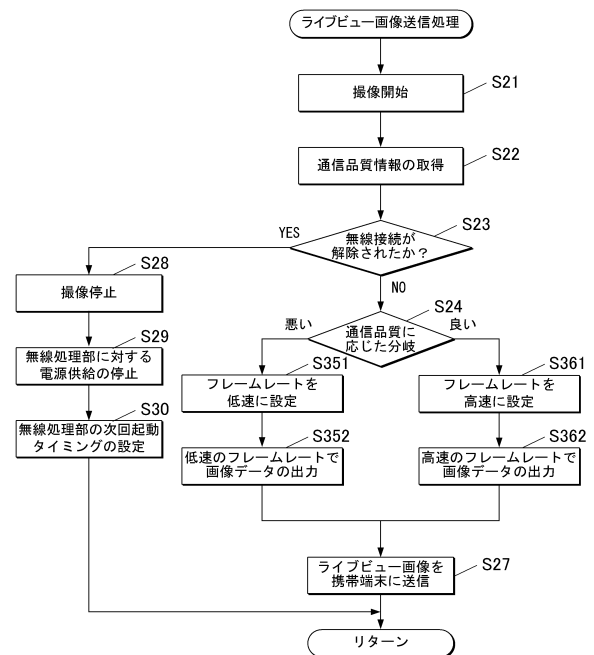 ライブビュー画像送信処理
撮像開始
S21
通信品質情報の取得
S22
無線接続が
解除されたか？
S23
YES
NO
撮像停止
S28
無線処理部に対する
電源供給の停止
S29
無線処理部の次回起動
タイミングの設定
S30
通信品質に
応じた分岐
S24
悪い
良い
フレームレートを
低速に設定
S351
フレームレートを
高速に設定
S361
低速のフレームレートで
画像データの出力
S352
高速のフレームレートで
画像データの出力
S362
ライブビュー画像を
携帯端末に送信
S27
リターン